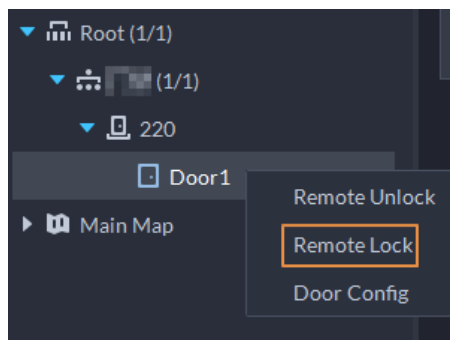 Root (1/1)
(1/1)
220
Door1
Remote Unlock
Main Map
Remote Lock
Door Config